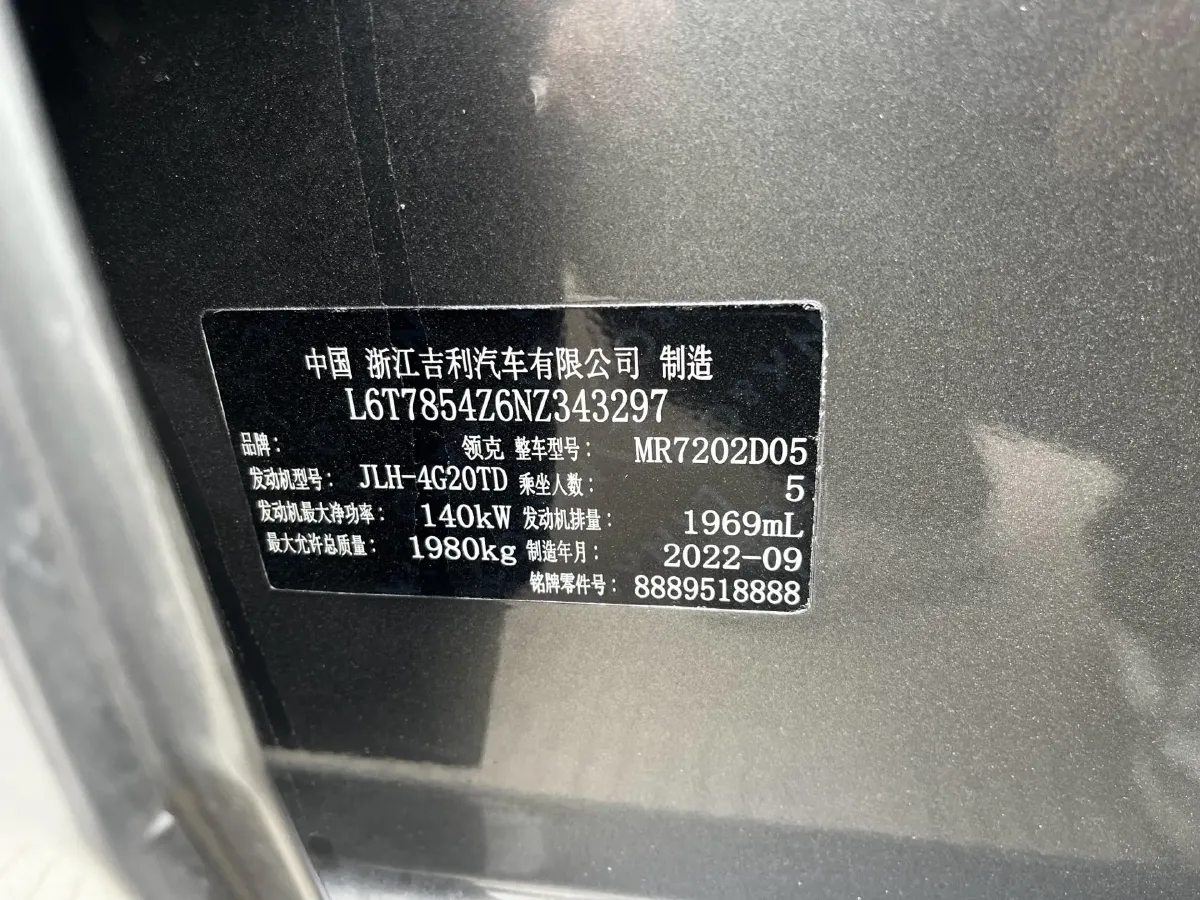 中国 浙江吉利汽车有限公司 制造
L6T7854Z6NZ343297
品牌: 领克 整车型号: MR7202D05
发动机型号: JLH-4G20TD 乘坐人数: 5
发动机最大净功率: 140kW 发动机排量: 1969mL
最大允许总质量: 1980kg 制造年月: 2022-09
铭牌零件号: 8889518888